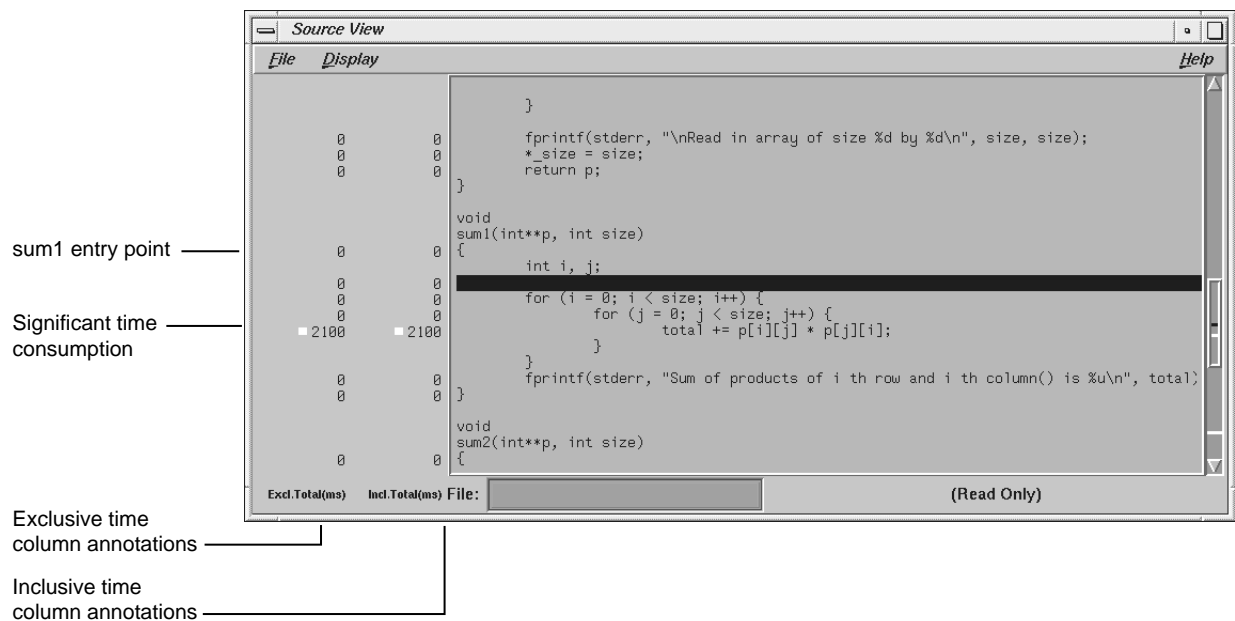 Source View
File Display Help
}
0 0 fprintf(stderr, "\nRead in array of size %d by %d\n", size, size);
0 0 *_size = size;
0 0 return p;
}
void
sum1(int**p, int size)
sum1 entry point 0 0 {
int i, j;
0 0
0 0 for (i = 0; i < size; i++) {
0 0 for (j = 0; j < size; j++) {
Significant time
consumption
2100 2100 total += p[i][j] * p[j][i];
}
}
0 0 fprintf(stderr, "Sum of products of i th row and i th column() is %u\n", total)
0 0 }
void
sum2(int**p, int size)
0 0 {
Excl.Total(ms) Incl.Total(ms) File: (Read Only)
Exclusive time
column annotations
Inclusive time
column annotations